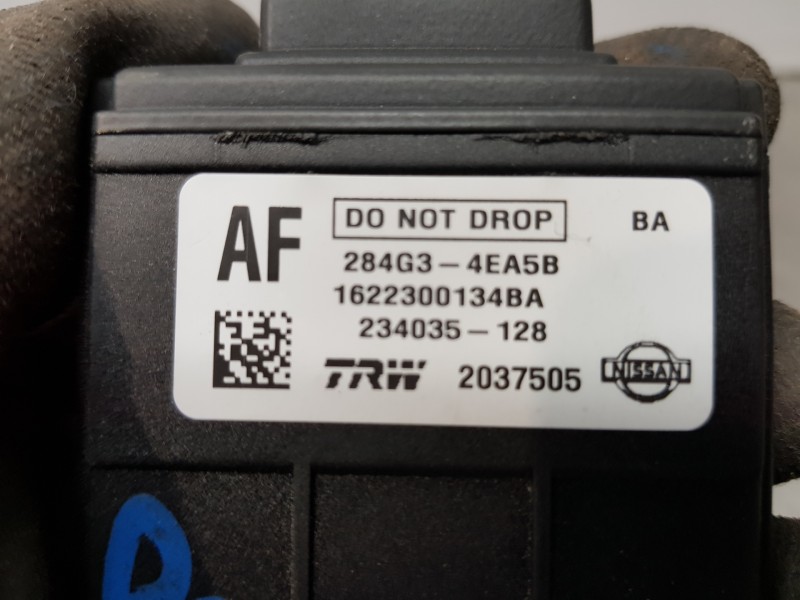 AF DO NOT DROP BA
284G3-4EA5B
1622300134BA
234035-128
TRW 2037505 NISSAN